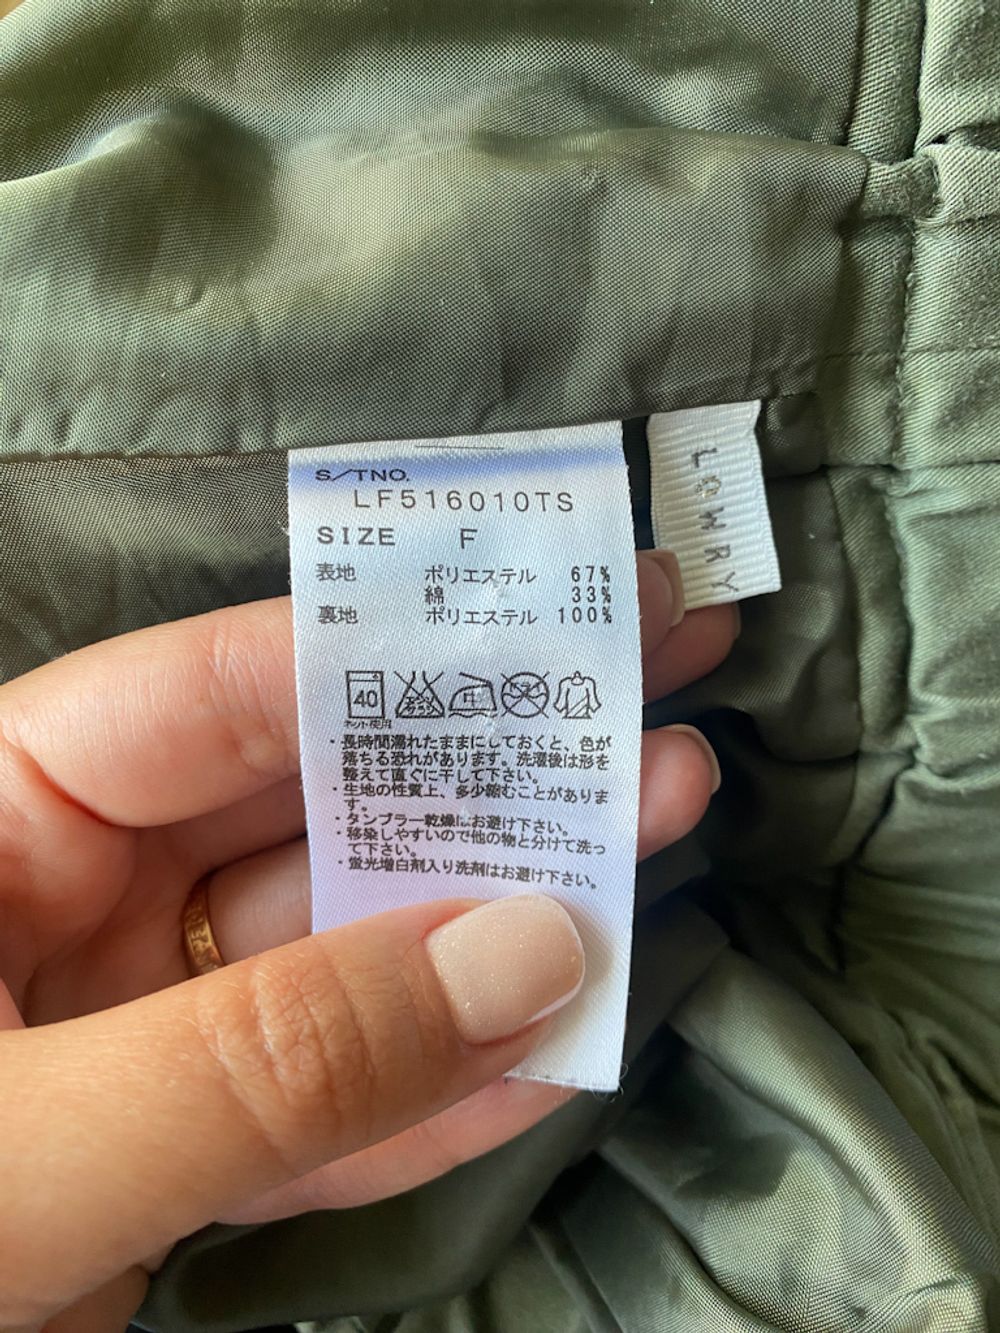 S/TNO.
LF516010TS
SIZE F
表地 ポリエステル 67%
綿 33%
裏地 ポリエステル 100%
40
ネット使用
中
・長時間濡れたままにしておくと、色が
落ちる恐れがあります。洗濯後は形を
整えて直ぐに干して下さい。
・生地の性質上、多少縮むことがありま
す。
・タンブラー乾燥はお避け下さい。
・移染しやすいので他の物と分けて洗っ
て下さい。
・蛍光増白剤入り洗剤はお避け下さい。
LOWRY